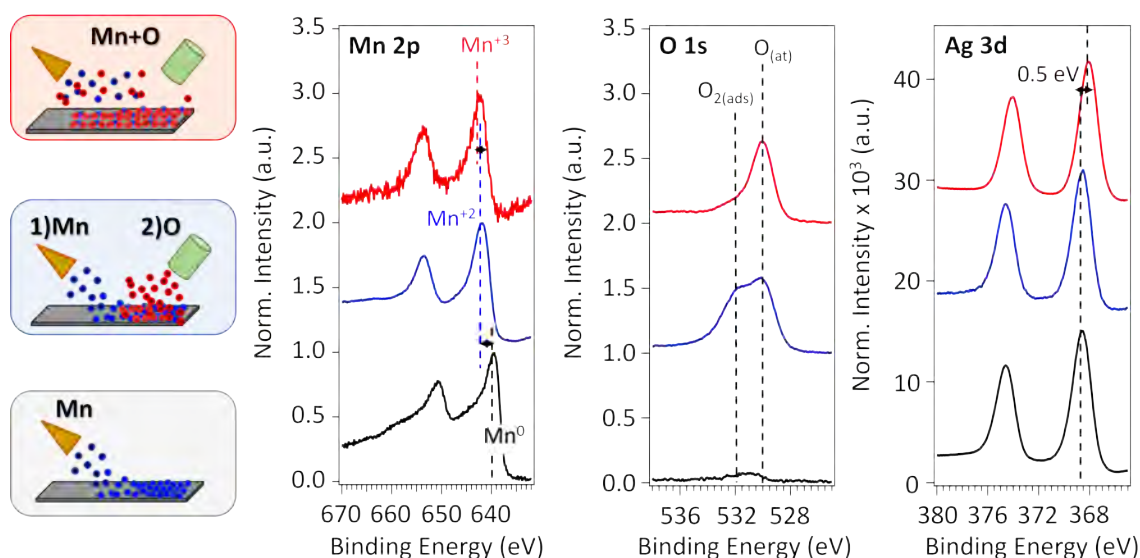 Mn+O
1)Mn 2)O
Mn
Mn 2p
Mn+3
Mn+2
Mn0
Norm. Intensity (a.u.)
3.5
3.0
2.5
2.0
1.5
1.0
0.5
0.0
670 660 650 640
Binding Energy (eV)
O 1s
O(at)
O2(ads)
Norm. Intensity (a.u.)
3.5
3.0
2.5
2.0
1.5
1.0
0.5
0.0
536 532 528
Binding Energy (eV)
Ag 3d
0.5 eV
Norm. Intensity x 10³ (a.u.)
40
30
20
10
0
380 376 372 368
Binding Energy (eV)